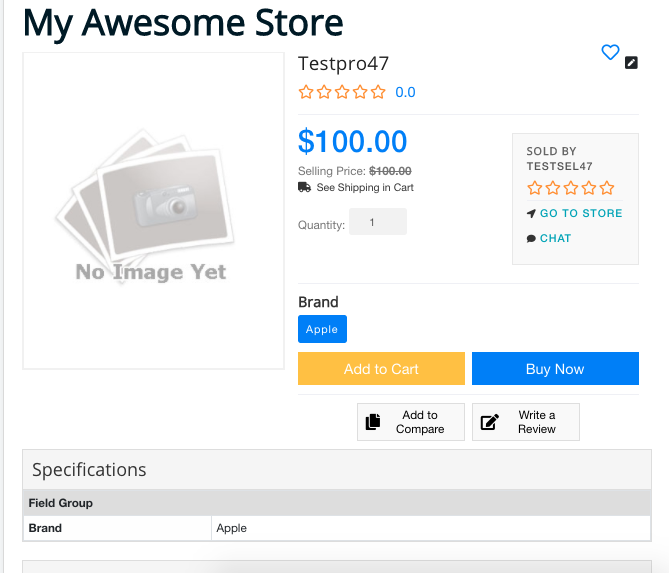 My Awesome Store
No Image Yet
Testpro47
0.0
$100.00
Selling Price: $100.00
See Shipping in Cart
Quantity: 1
SOLD BY
TESTSEL47
GO TO STORE
CHAT
Brand
Apple
Add to Cart
Buy Now
Add to
Compare
Write a
Review
Specifications
Field Group
Brand Apple